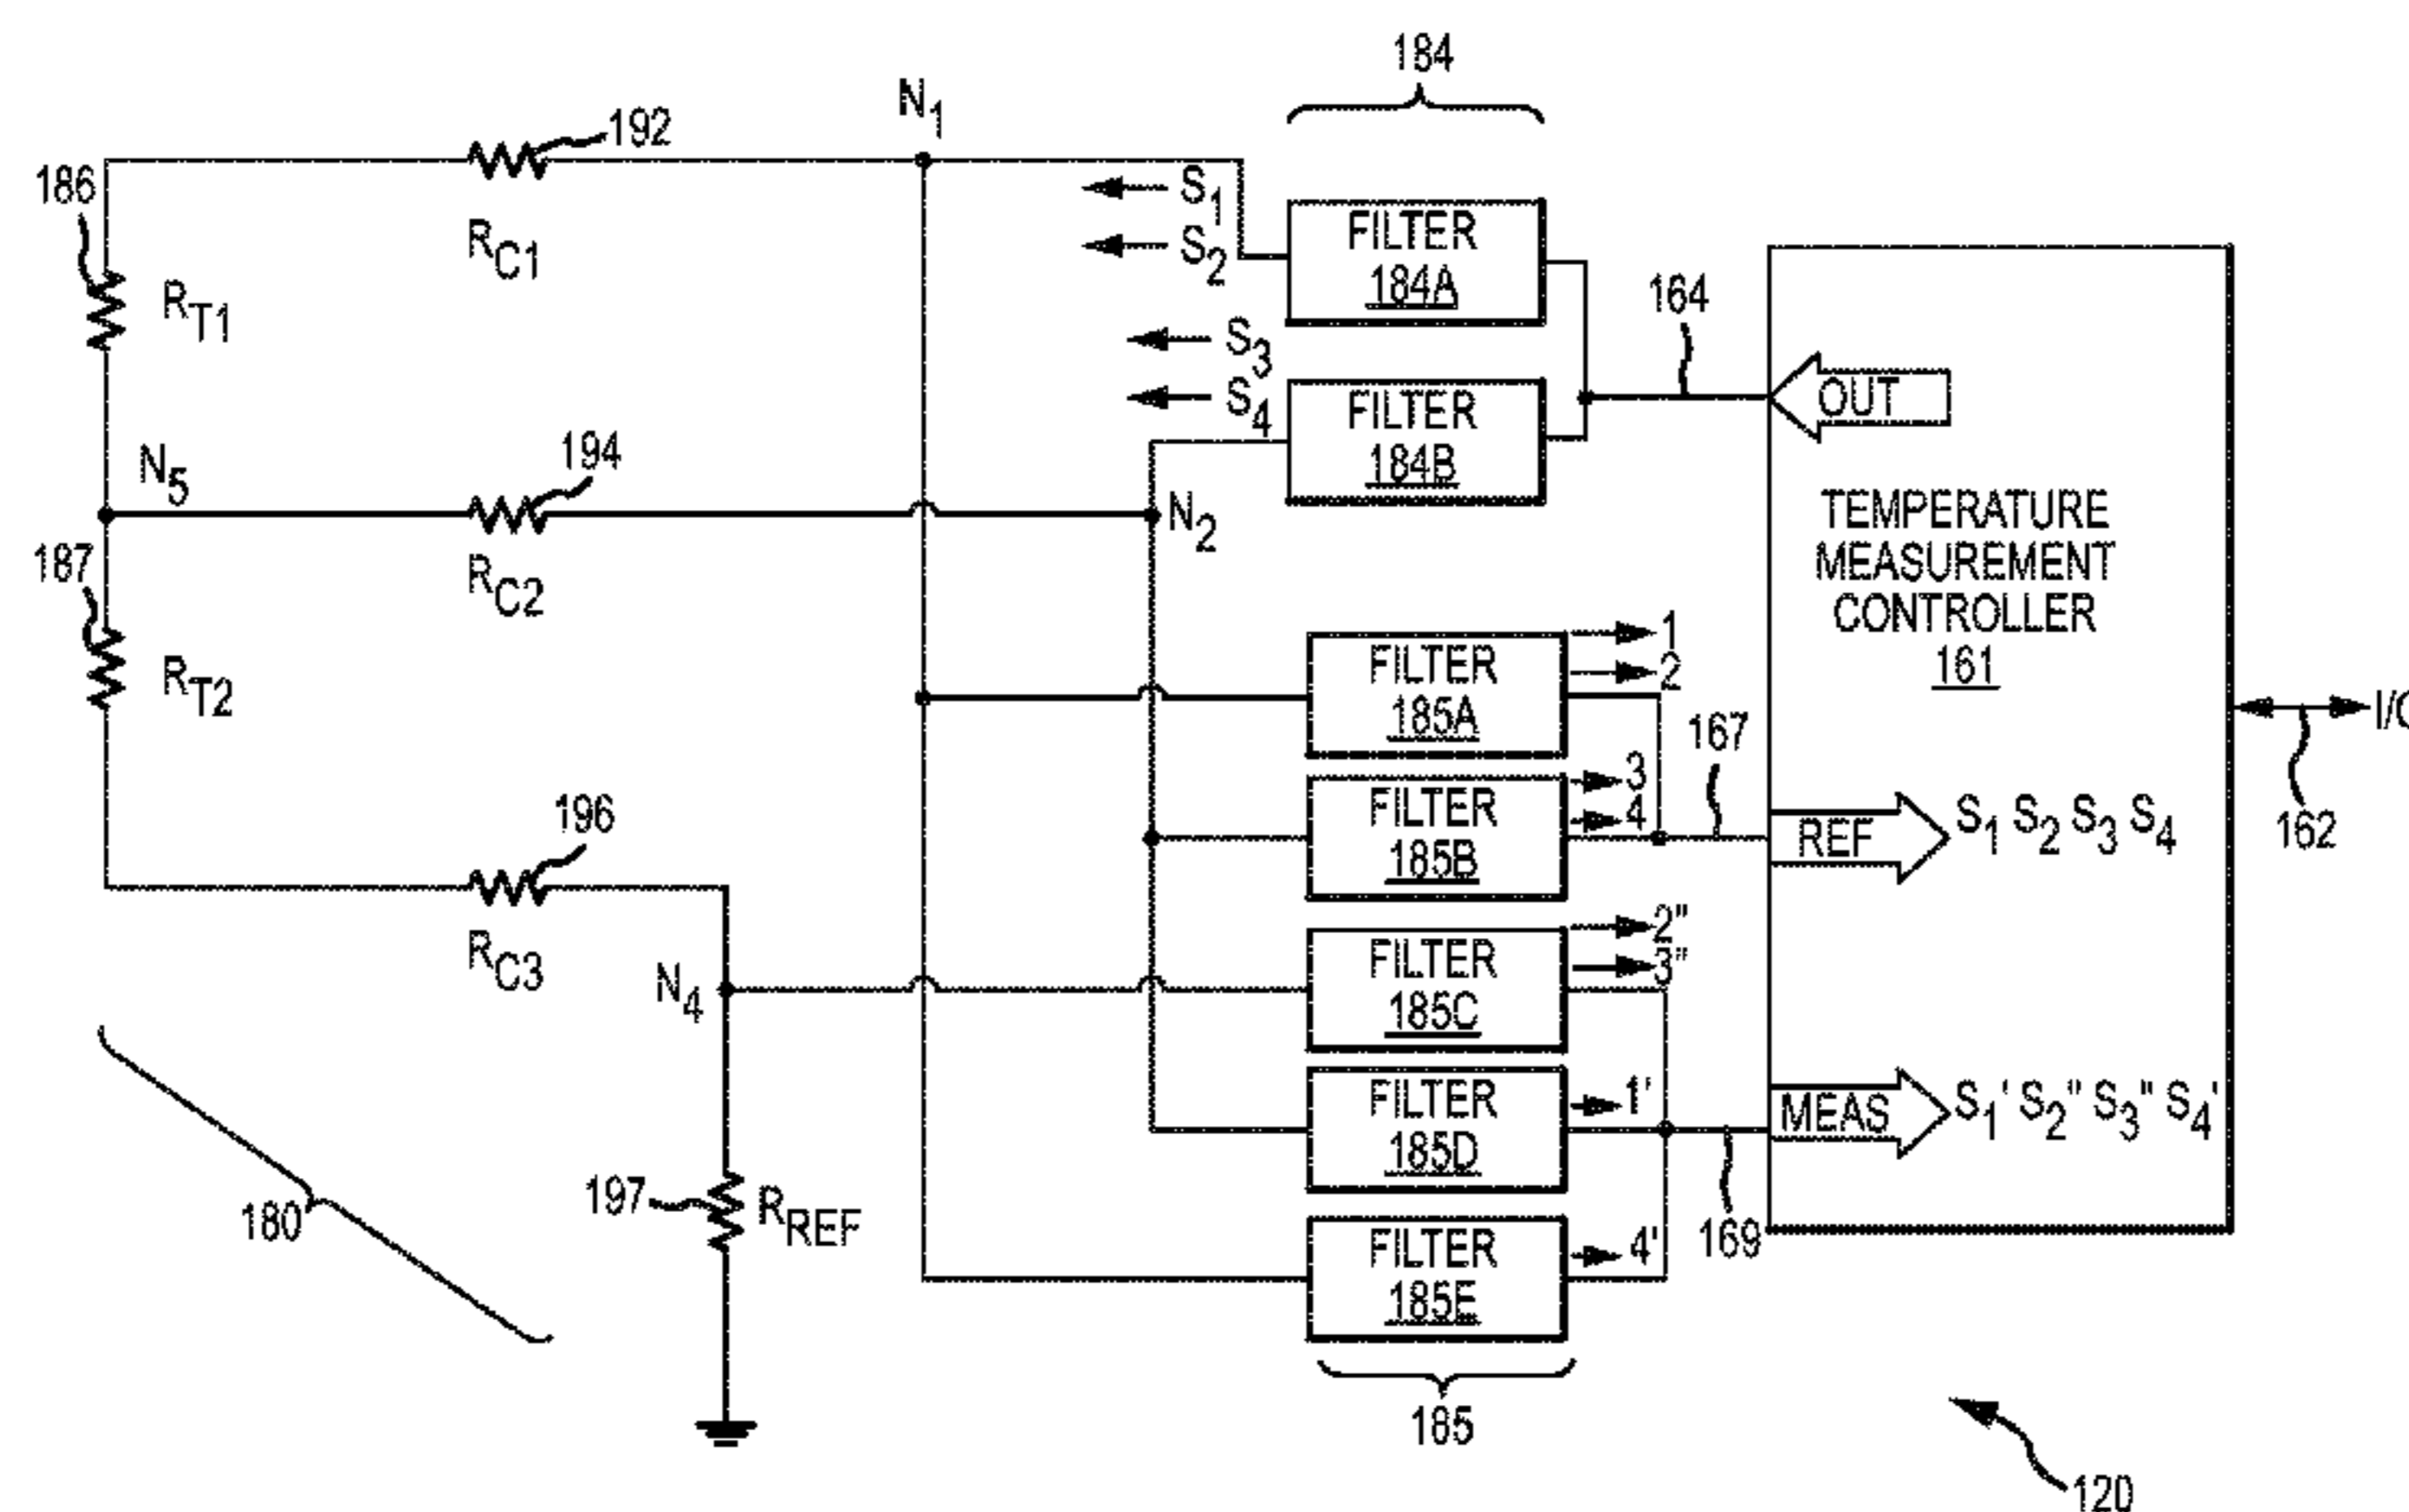 184
N1
192
186
S1
S2
RC1
FILTER
184A
164
RT1
S3
S4
OUT
FILTER
184B
N5
194
N2
TEMPERATURE
MEASUREMENT
CONTROLLER
161
187
RC2
RT2
FILTER
185A
1
2
167
I/O
162
FILTER
185B
3
4
REF
S1 S2 S3 S4
196
RC3
N4
FILTER
185C
2"
3"
FILTER
185D
1'
MEAS
S1' S2" S3" S4'
169
180
197
RREF
FILTER
185E
4'
185
120